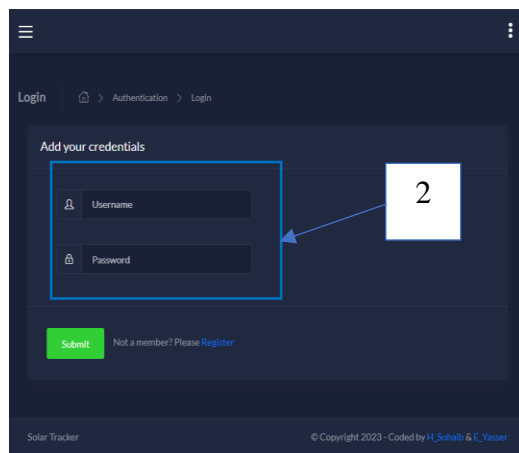 Login Authentication > Login
Add your credentials
2
Username
Password
Submit Not a member? Please Register
Solar Tracker © Copyright 2023 - Coded by H_Sohaib & E_Yasser